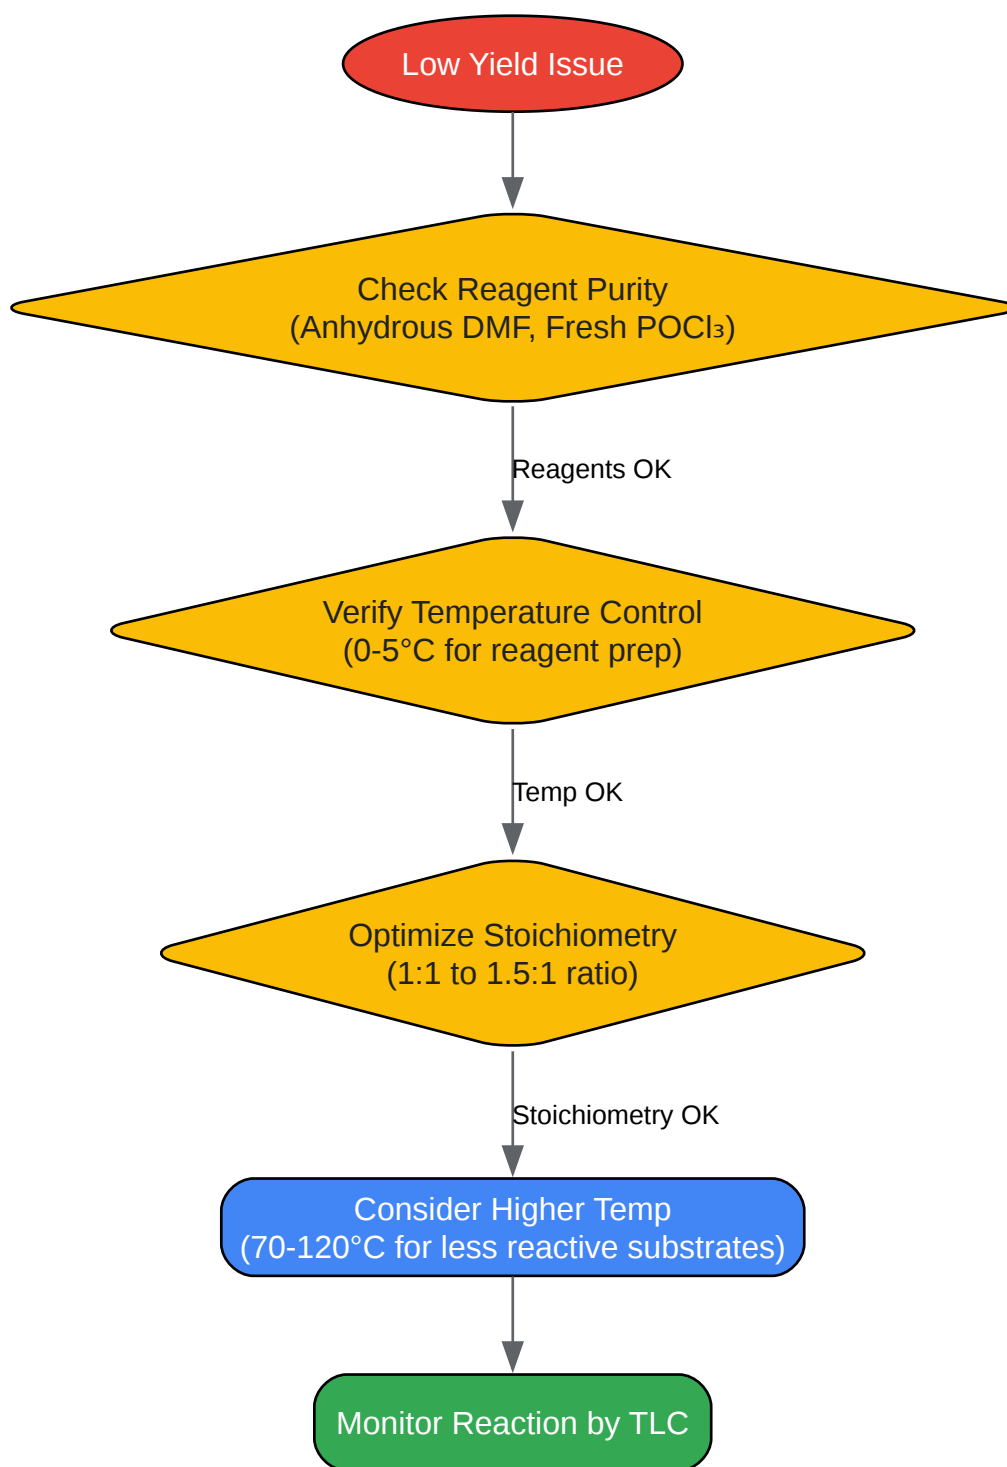 Low Yield Issue
Check Reagent Purity
(Anhydrous DMF, Fresh POCl₃)
Reagents OK
Verify Temperature Control
(0-5°C for reagent prep)
Temp OK
Optimize Stoichiometry
(1:1 to 1.5:1 ratio)
Stoichiometry OK
Consider Higher Temp
(70-120°C for less reactive substrates)
Monitor Reaction by TLC